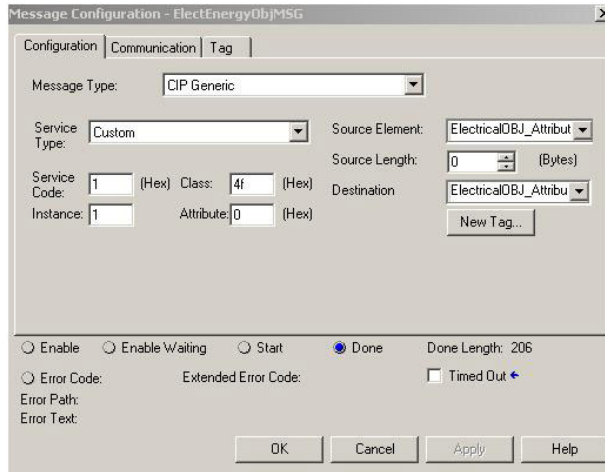 Message Configuration - ElectEnergyObjMSG
Configuration Communication Tag
Message Type: CIP Generic
Service Type: Custom
Source Element: ElectricalOBJ_Attribut
Source Length: 0 (Bytes)
Service Code: 1 (Hex) Class: 4f (Hex)
Destination ElectricalOBJ_Attribu
Instance: 1 Attribute: 0 (Hex)
New Tag...
Enable Enable Waiting Start Done Done Length: 206
Error Code: Extended Error Code: Timed Out
Error Path:
Error Text:
OK Cancel Apply Help